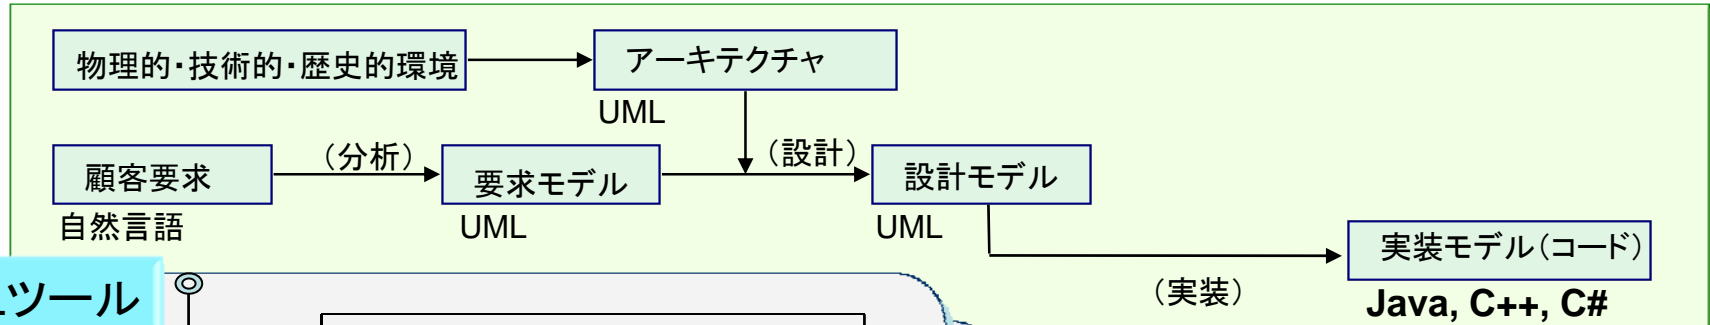 物理的・技術的・歴史的環境
アーキテクチャ
UML
顧客要求
(分析)
要求モデル
(設計)
設計モデル
自然言語
UML
UML
実装モデル(コード)
(実装)
Java, C++, C#
ツール